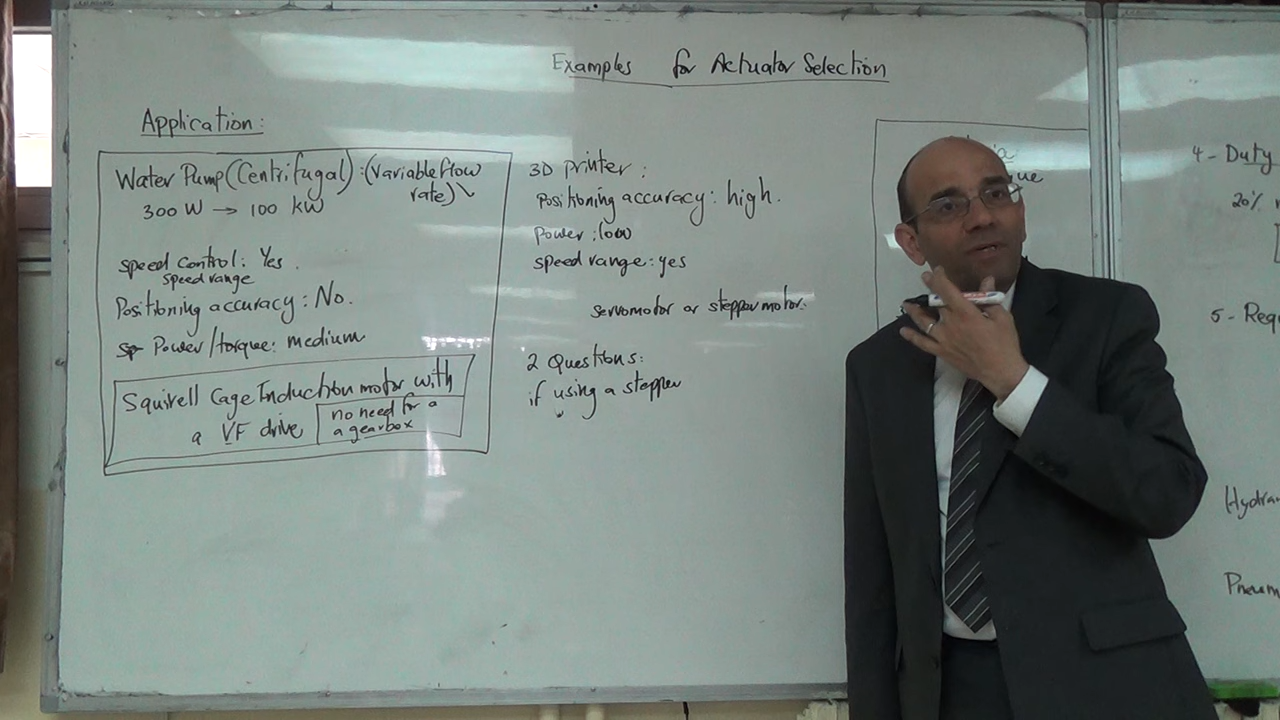 Examples for Actuator Selection
Application:
Water Pump (Centrifugal): (Variable flow
rate)
300 W → 100 kW
speed control: Yes.
speed range
Positioning accuracy: No.
Power/torque: medium
Squirell Cage Induction motor with
a VF drive
no need for a
a gearbox
3D printer:
Positioning accuracy: high.
Power: low
speed range: yes
servomotor or stepper motor.
2 Questions:
if using a stepper
4- Duty
20%
5- Req
Hydra
Pneum